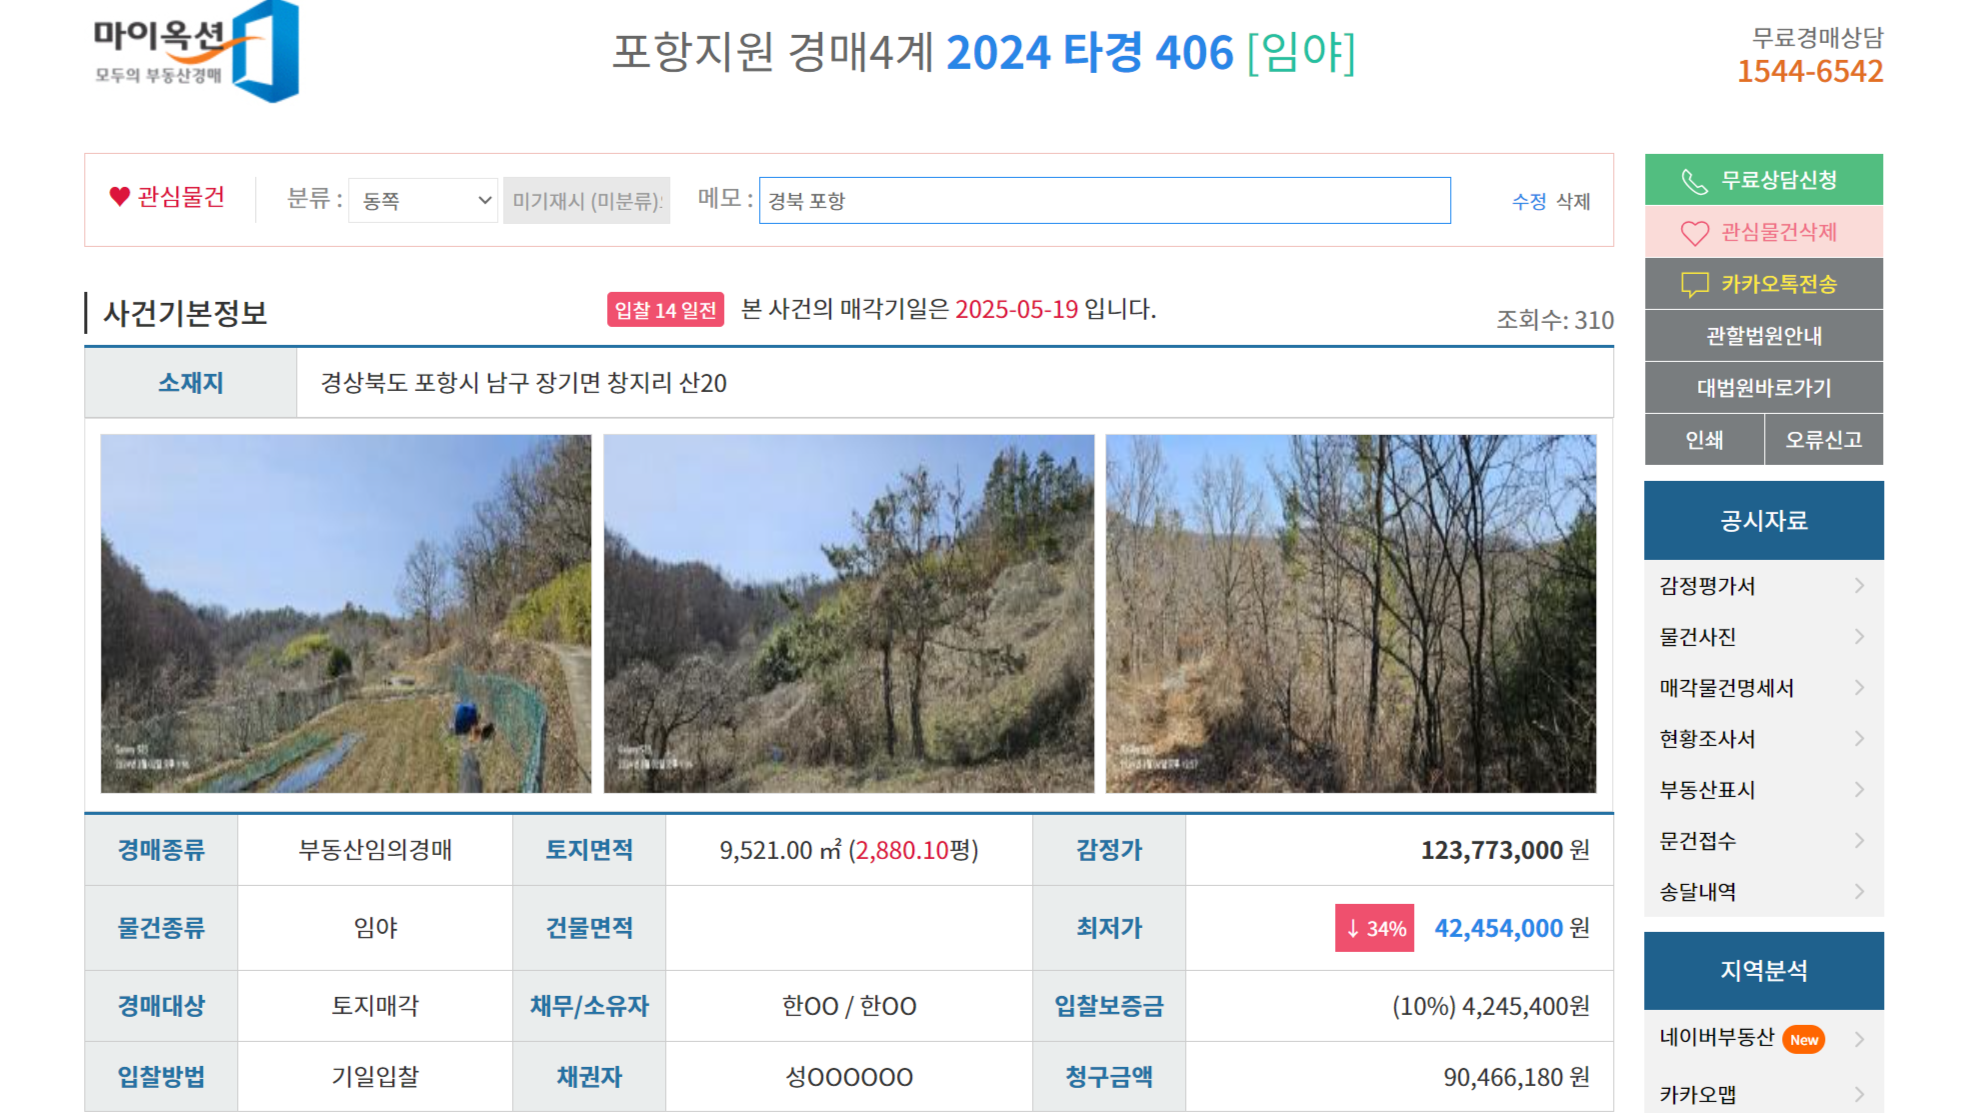 마이옥션
모두의 부동산경매
포항지원 경매4계 2024 타경 406 [임야]
무료경매상담
1544-6542
관심물건
분류 : 동쪽 미기재시 (미분류) 메모 : 경북 포항 수정 삭제
사건기본정보
입찰 14 일전 본 사건의 매각기일은 2025-05-19 입니다.
조회수: 310
소재지 경상북도 포항시 남구 장기면 창지리 산20
경매종류 부동산임의경매 토지면적 9,521.00 ㎡ (2,880.10평) 감정가 123,773,000 원
물건종류 임야 건물면적 최저가 ↓ 34% 42,454,000 원
경매대상 토지매각 채무/소유자 한OO / 한OO 입찰보증금 (10%) 4,245,400원
입찰방법 기일입찰 채권자 성OOOOOO 청구금액 90,466,180 원
무료상담신청
관심물건삭제
카카오톡전송
관할법원안내
대법원바로가기
인쇄 오류신고
공시자료
감정평가서
물건사진
매각물건명세서
현황조사서
부동산표시
문건접수
송달내역
지역분석
네이버부동산 New
카카오맵